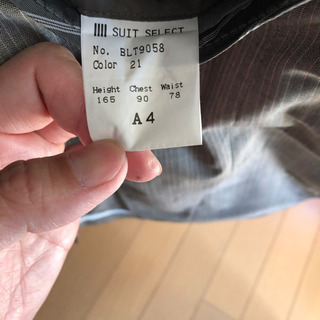 SUIT SELECT
No. BLT9058
Color 21
Height Chest Waist
165 90 78
A4